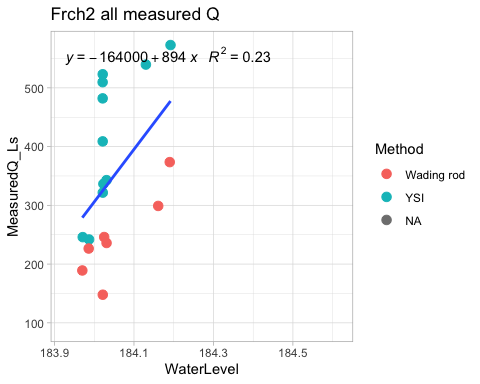 Frch2 all measured Q
y = − 164000 + 894 x R² = 0.23
500
400
300
200
100
MeasuredQ_Ls
183.9 184.1 184.3 184.5
WaterLevel
Method
Wading rod
YSI
NA